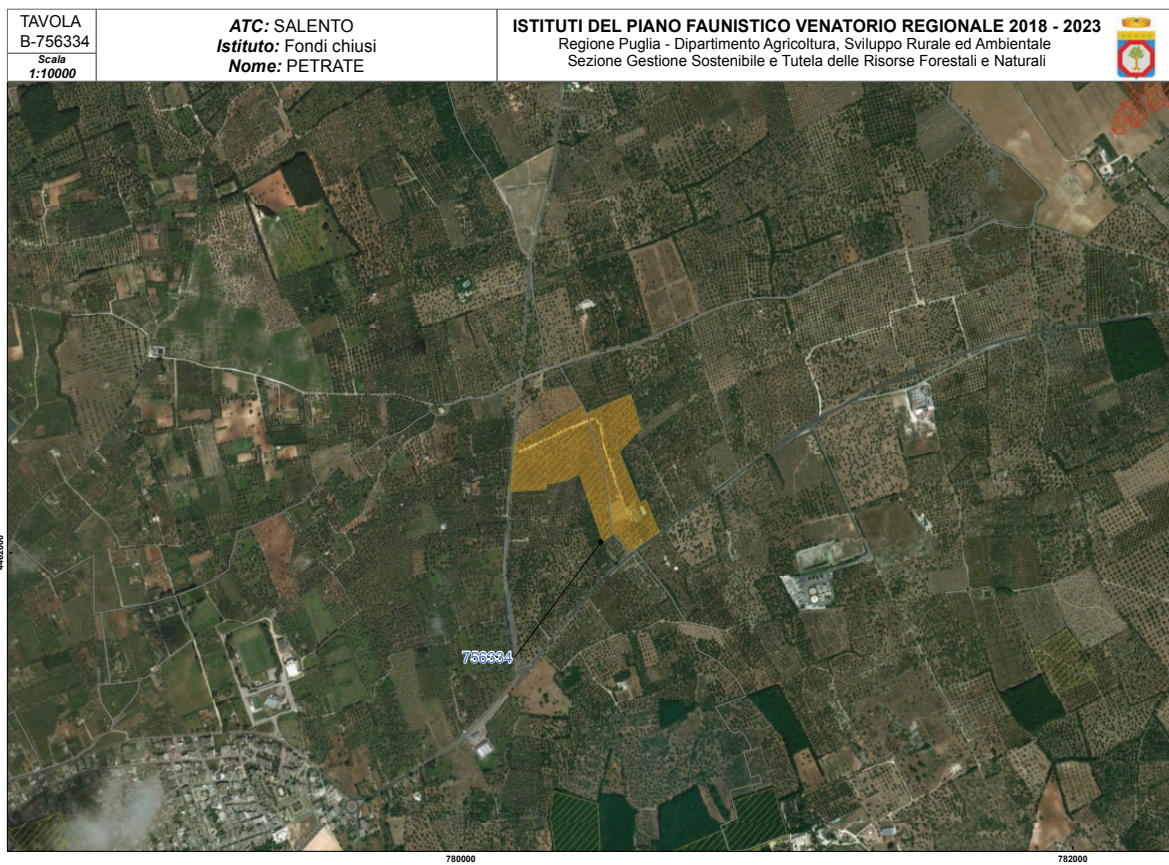 TAVOLA
B-756334
Scala
1:10000
ATC: SALENTO
Istituto: Fondi chiusi
Nome: PETRATE
ISTITUTI DEL PIANO FAUNISTICO VENATORIO REGIONALE 2018 - 2023
Regione Puglia - Dipartimento Agricoltura, Sviluppo Rurale ed Ambientale
Sezione Gestione Sostenibile e Tutela delle Risorse Forestali e Naturali
756334
780000
782000